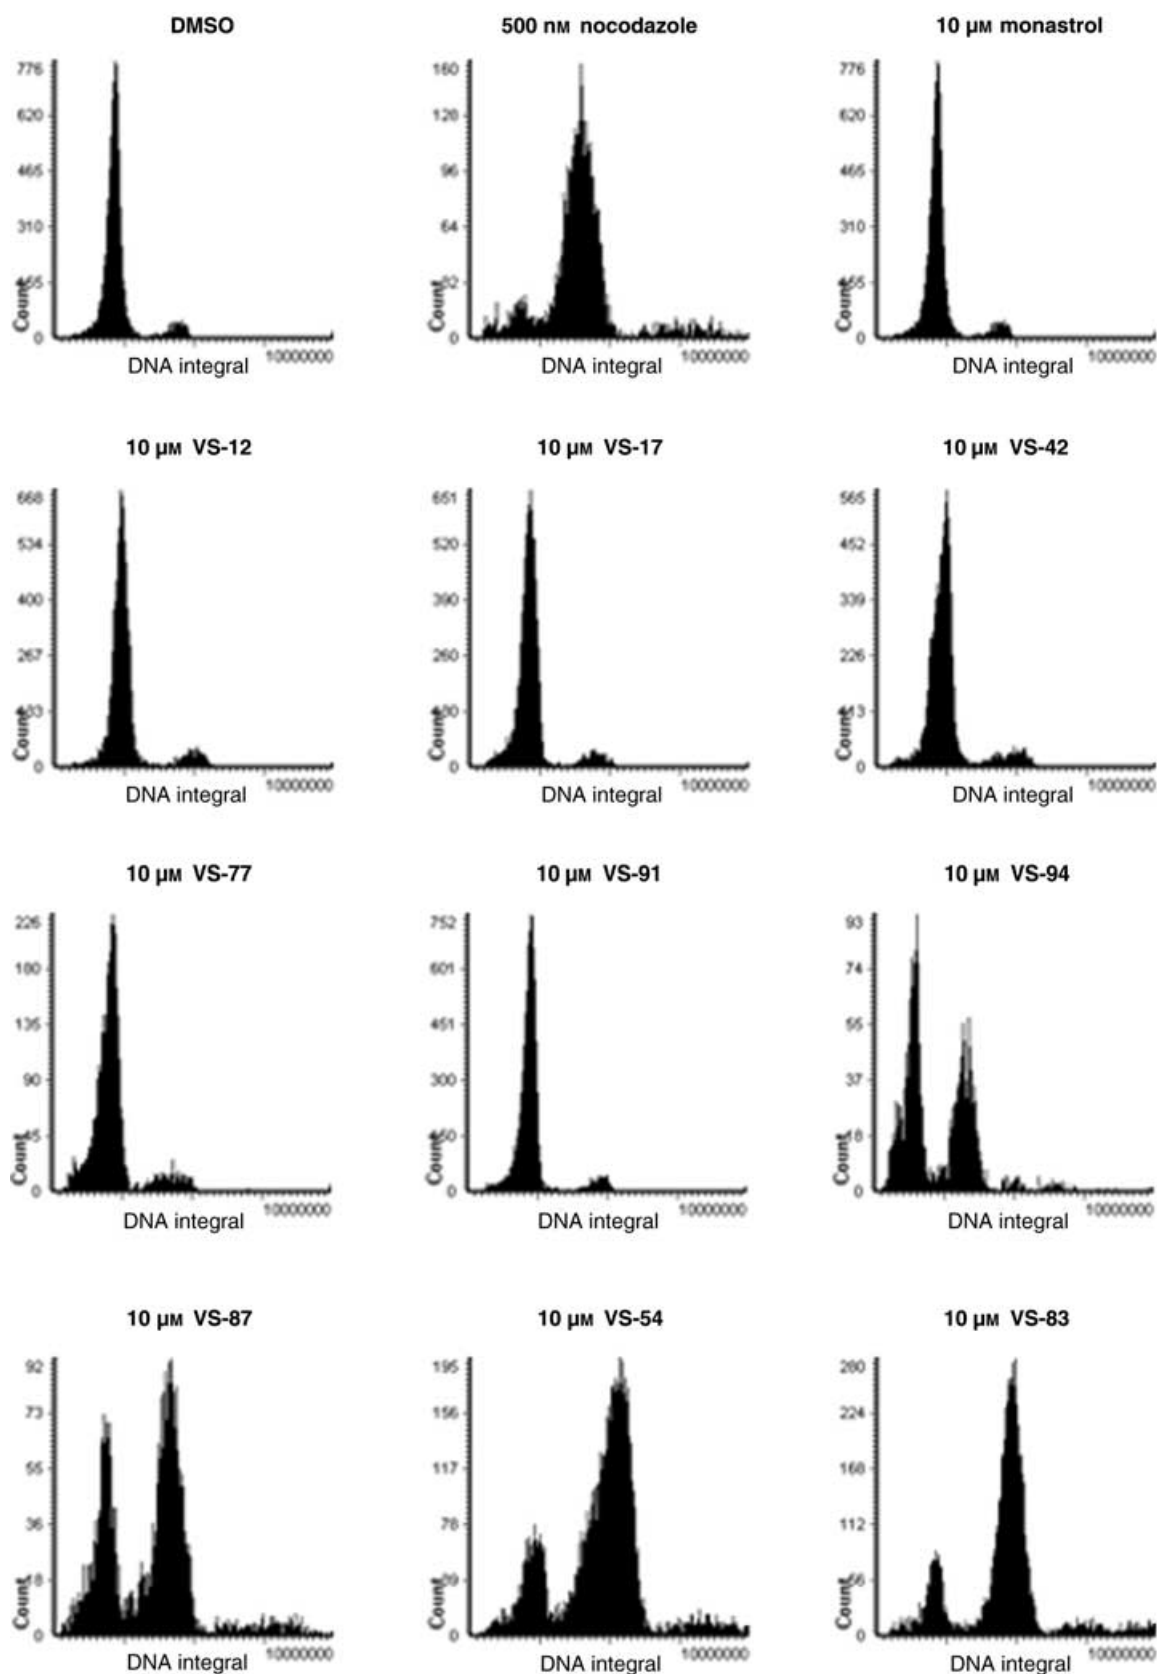 DMSO
776
620
465
310
0
Count
10000000
DNA integral
500 nM nocodazole
160
128
96
64
0
Count
10000000
DNA integral
10 µM monastrol
776
620
465
310
0
Count
10000000
DNA integral
10 µM VS-12
668
534
400
267
0
Count
10000000
DNA integral
10 µM VS-17
651
520
390
260
0
Count
10000000
DNA integral
10 µM VS-42
565
452
339
226
0
Count
10000000
DNA integral
10 µM VS-77
226
180
135
90
0
Count
10000000
DNA integral
10 µM VS-91
752
601
451
300
0
Count
10000000
DNA integral
10 µM VS-94
93
74
55
37
0
Count
10000000
DNA integral
10 µM VS-87
92
73
55
36
0
Count
10000000
DNA integral
10 µM VS-54
195
156
117
78
0
Count
10000000
DNA integral
10 µM VS-83
280
224
168
112
0
Count
10000000
DNA integral